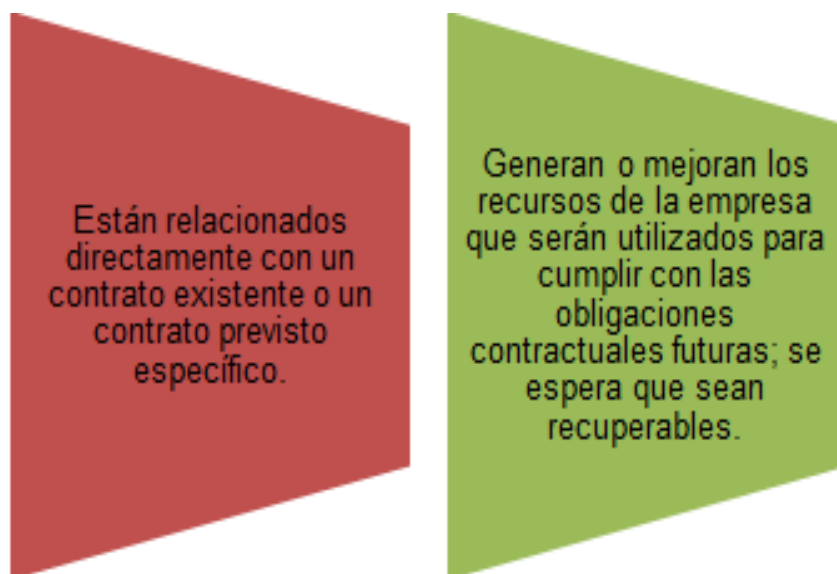 Están relacionados
directamente con un
contrato existente o un
contrato previsto
específico.
Generan o mejoran los
recursos de la empresa
que serán utilizados para
cumplir con las
obligaciones
contractuales futuras; se
espera que sean
recuperables.